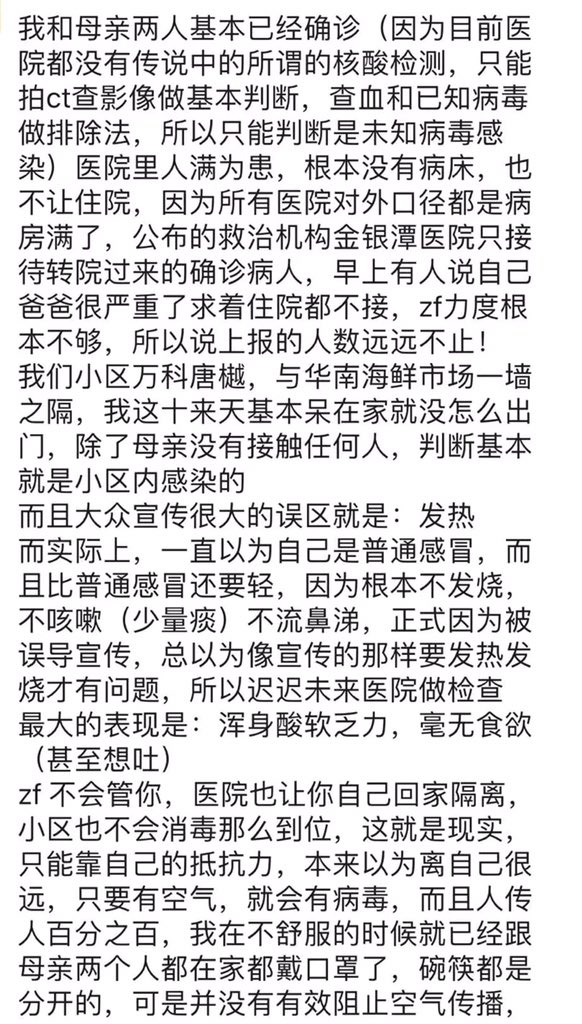 我和母亲两人基本已经确诊（因为目前医
院都没有传说中的所谓的核酸检测，只能
拍ct查影像做基本判断，查血和已知病毒
做排除法，所以只能判断是未知病毒感
染）医院里人满为患，根本没有病床，也
不让住院，因为所有医院对外口径都是病
房满了，公布的救治机构金银潭医院只接
待转院过来的确诊病人，早上有人说自己
爸爸很严重了求着住院都不接，zf力度根
本不够，所以说上报的人数远远不止！
我们小区万科唐樾，与华南海鲜市场一墙
之隔，我这十来天基本呆在家就没怎么出
门，除了母亲没有接触任何人，判断基本
就是小区内感染的
而且大众宣传很大的误区就是：发热
而实际上，一直以为自己是普通感冒，而
且比普通感冒还要轻，因为根本不发烧，
不咳嗽（少量痰）不流鼻涕，正式因为被
误导宣传，总以为像宣传的那样要发热发
烧才有问题，所以迟迟未来医院做检查
最大的表现是：浑身酸软乏力，毫无食欲
（甚至想吐）
zf 不会管你，医院也让你自己回家隔离，
小区也不会消毒那么到位，这就是现实，
只能靠自己的抵抗力，本来以为离自己很
远，只要有空气，就会有病毒，而且人传
人百分之百，我在不舒服的时候就已经跟
母亲两个人都在家都戴口罩了，碗筷都是
分开的，可是并没有有效阻止空气传播，